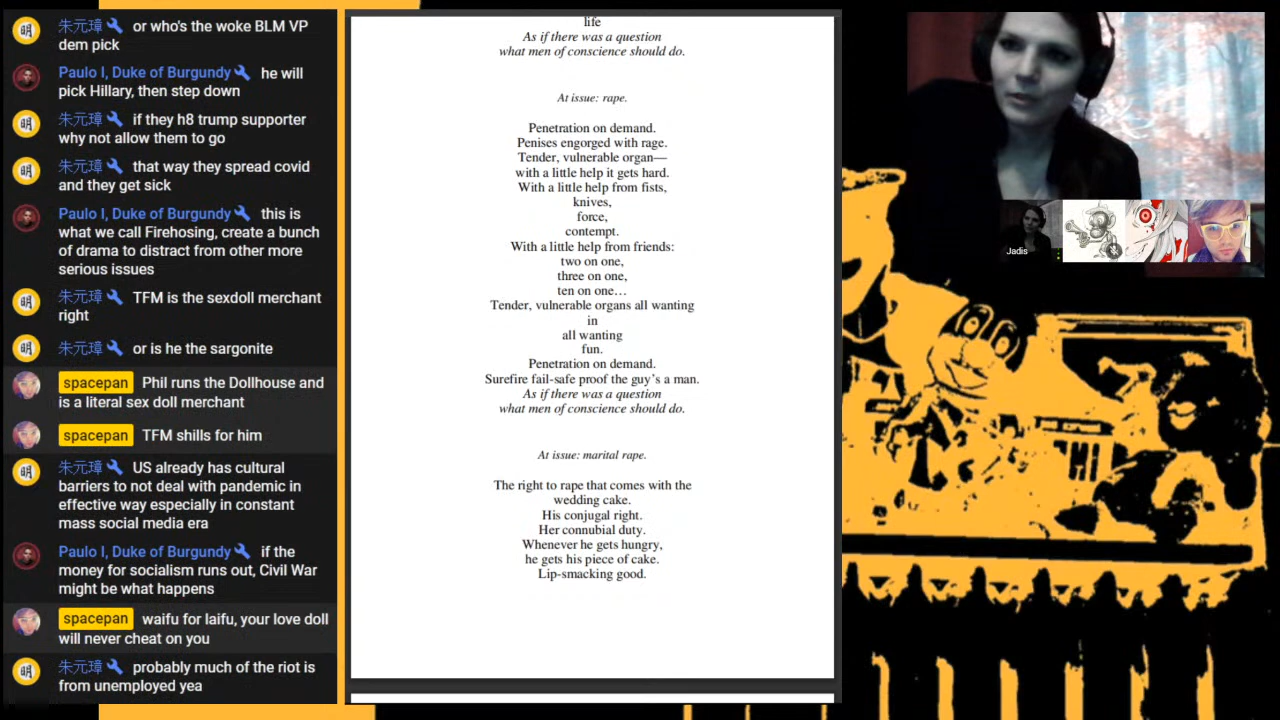 朱元璋 or who's the woke BLM VP
dem pick
Paulo I, Duke of Burgundy he will
pick Hillary, then step down
朱元璋 if they h8 trump supporter
why not allow them to go
朱元璋 that way they spread covid
and they get sick
Paulo I, Duke of Burgundy this is
what we call Firehosing, create a bunch
of drama to distract from other more
serious issues
朱元璋 TFM is the sexdoll merchant
right
朱元璋 or is he the sargonite
spacepan Phil runs the Dollhouse and
is a literal sex doll merchant
spacepan TFM shills for him
朱元璋 US already has cultural
barriers to not deal with pandemic in
effective way especially in constant
mass social media era
Paulo I, Duke of Burgundy if the
money for socialism runs out, Civil War
might be what happens
spacepan waifu for laifu, your love doll
will never cheat on you
朱元璋 probably much of the riot is
from unemployed yea
life
As if there was a question
what men of conscience should do.
At issue: rape.
Penetration on demand.
Penises engorged with rage.
Tender, vulnerable organ—
with a little help it gets hard.
With a little help from fists,
knives,
force,
contempt.
With a little help from friends:
two on one,
three on one,
ten on one…
Tender, vulnerable organs all wanting
in
all wanting
fun.
Penetration on demand.
Surefire fail-safe proof the guy's a man.
As if there was a question
what men of conscience should do.
At issue: marital rape.
The right to rape that comes with the
wedding cake.
His conjugal right.
Her connubial duty.
Whenever he gets hungry,
he gets his piece of cake.
Lip-smacking good.
Jadis